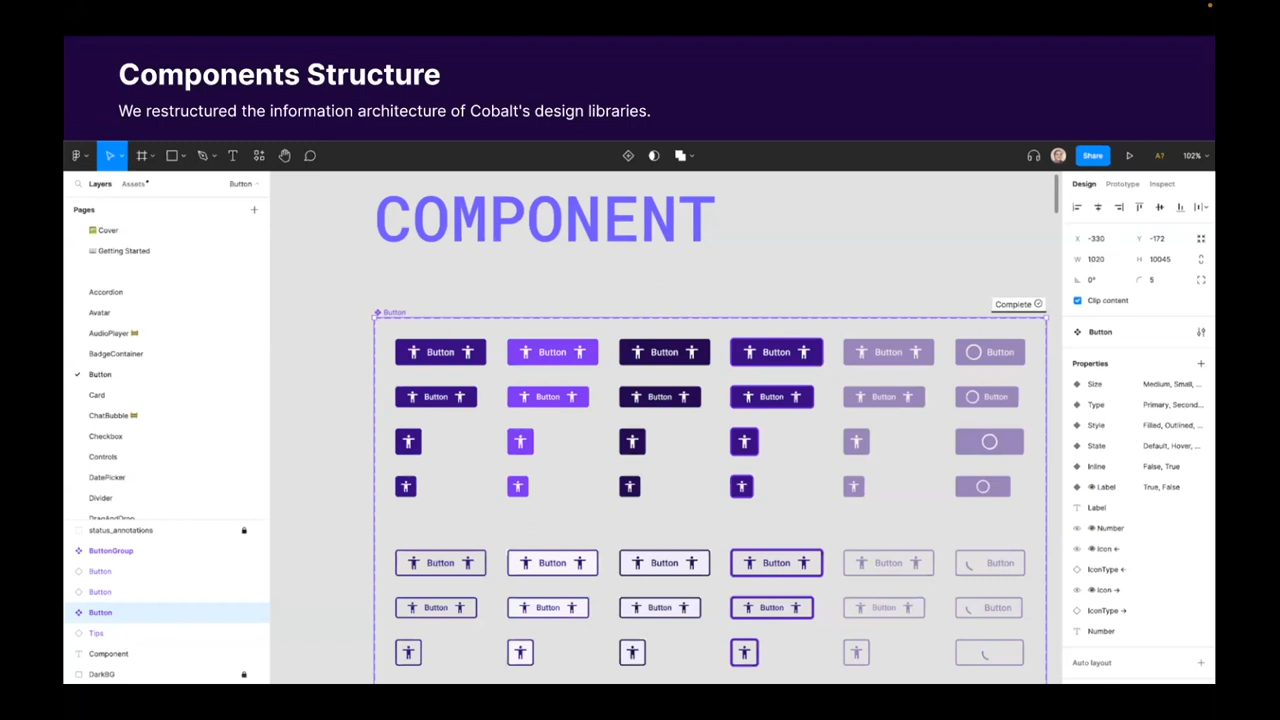 Components Structure
We restructured the information architecture of Cobalt's design libraries.
Share
A?
102%
Layers
Assets
Button
Pages
Cover
Getting Started
Accordion
Avatar
AudioPlayer
BadgeContainer
Button
Card
ChatBubble
Checkbox
Controls
DatePicker
Divider
DragAndDrop
status_annotations
ButtonGroup
Button
Button
Button
Tips
Component
DarkBG
COMPONENT
Complete
Button
Button Button Button Button Button Button
Button Button Button Button Button Button
Button Button Button Button Button Button
Button Button Button Button Button Button
Design Prototype Inspect
X -330 Y -172
W 1020 H 10045
0° 5
Clip content
Button
Properties
Size Medium, Small, ...
Type Primary, Second...
Style Filled, Outlined, ...
State Default, Hover, ...
Inline False, True
Label True, False
Label
Number
Icon ←
IconType ←
Icon →
IconType →
Number
Auto layout